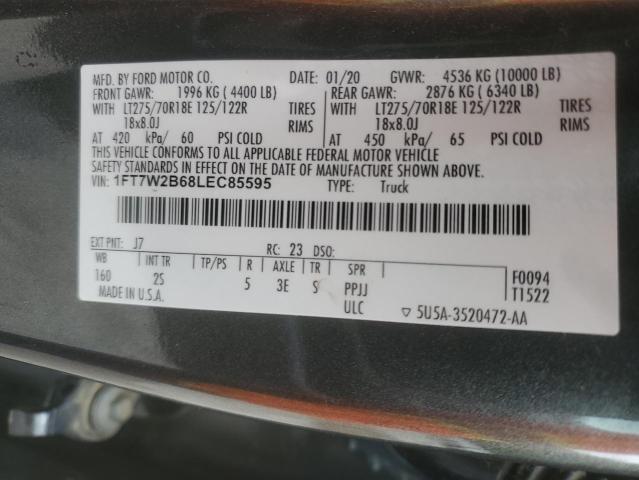 MFD. BY FORD MOTOR CO. DATE: 01/20 GVWR: 4536 KG (10000 LB)
FRONT GAWR: 1996 KG (4400 LB) REAR GAWR: 2876 KG (6340 LB)
WITH LT275/70R18E 125/122R TIRES WITH LT275/70R18E 125/122R TIRES
18x8.0J RIMS 18x8.0J RIMS
AT 420 kPa/ 60 PSI COLD AT 450 kPa/ 65 PSI COLD
THIS VEHICLE CONFORMS TO ALL APPLICABLE FEDERAL MOTOR VEHICLE
SAFETY STANDARDS IN EFFECT ON THE DATE OF MANUFACTURE SHOWN ABOVE.
VIN: 1FT7W2B68LEC85595 TYPE: Truck
EXT PNT: J7 RC: 23 DSO:
WB INT TR TP/PS R AXLE TR SPR F0094
160 2S 5 3E S PPJJ T1522
MADE IN U.S.A. ULC ▽ 5U5A-3520472-AA